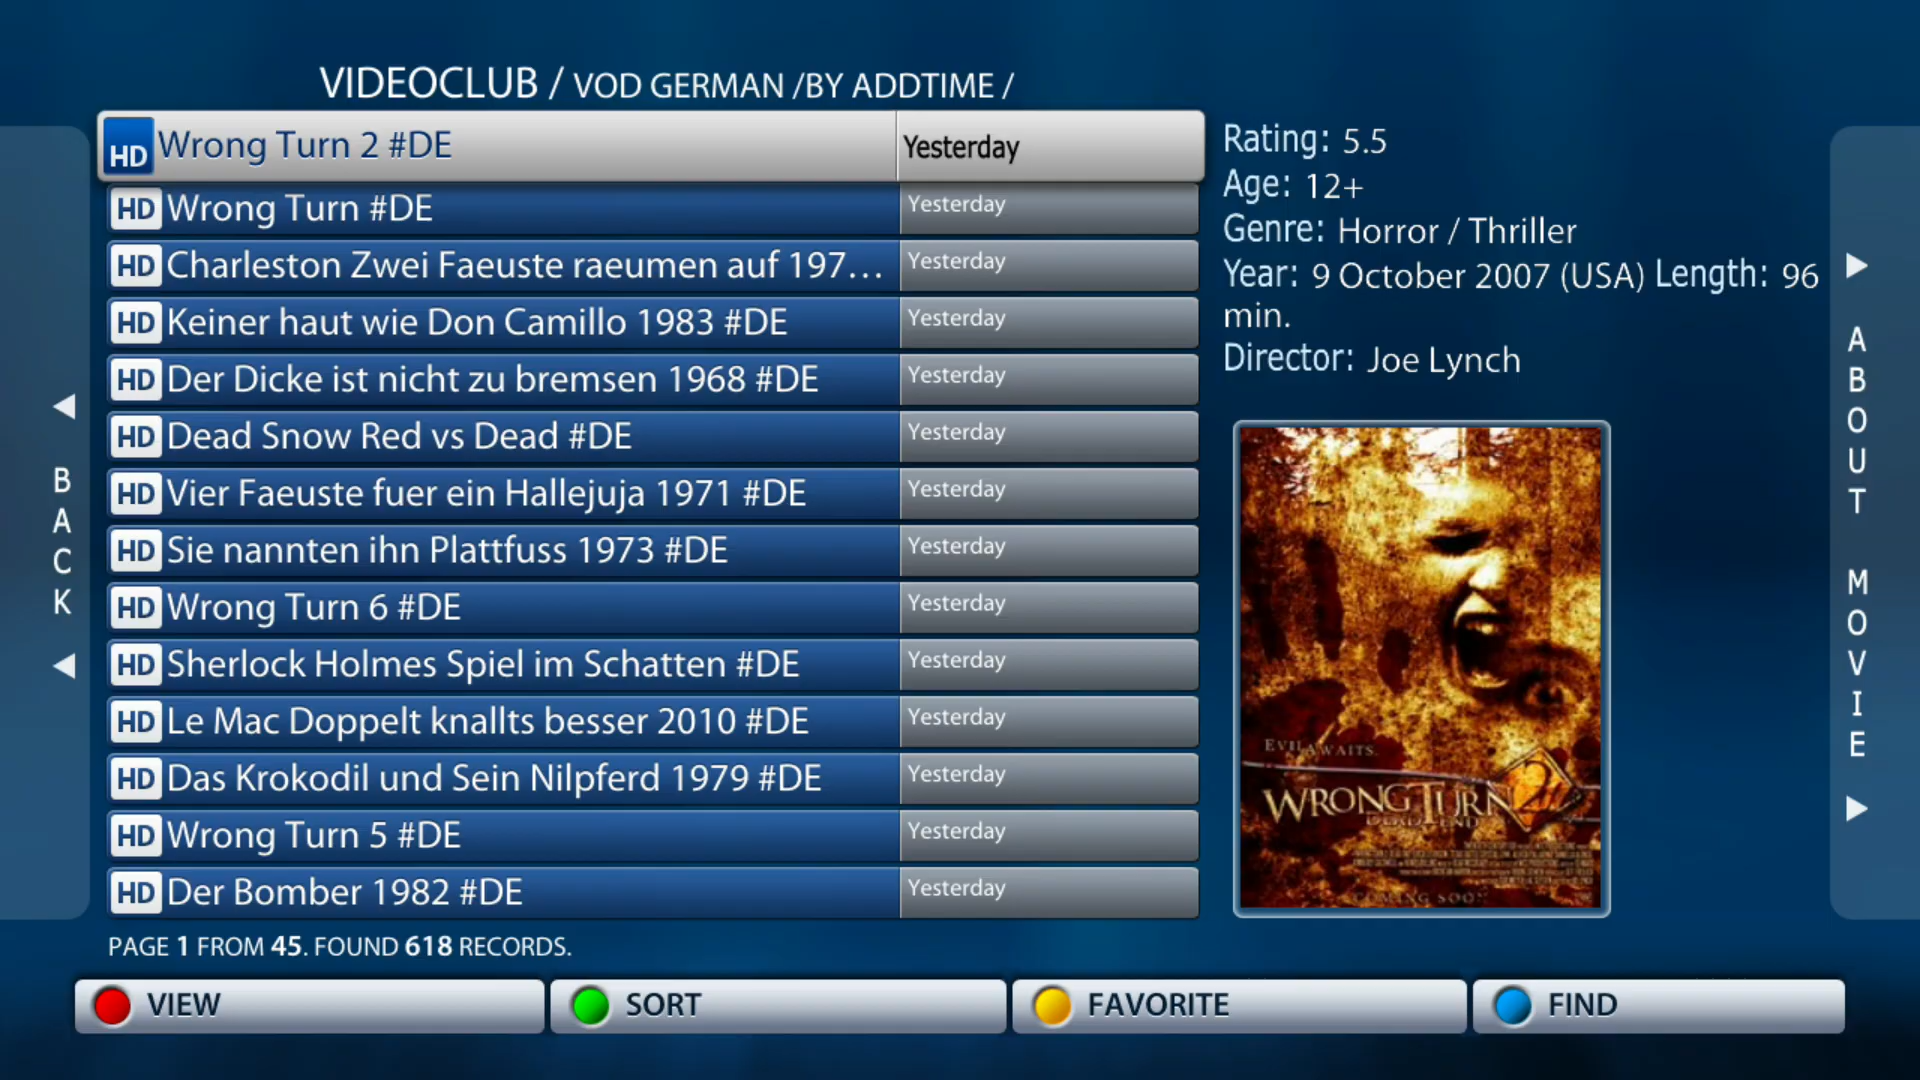 VIDEOCLUB / VOD GERMAN /BY ADDTIME /
HD Wrong Turn 2 #DE Yesterday
HD Wrong Turn #DE Yesterday
HD Charleston Zwei Faeuste raeumen auf 197... Yesterday
HD Keiner haut wie Don Camillo 1983 #DE Yesterday
HD Der Dicke ist nicht zu bremsen 1968 #DE Yesterday
HD Dead Snow Red vs Dead #DE Yesterday
HD Vier Faeuste fuer ein Hallejuja 1971 #DE Yesterday
HD Sie nannten ihn Plattfuss 1973 #DE Yesterday
HD Wrong Turn 6 #DE Yesterday
HD Sherlock Holmes Spiel im Schatten #DE Yesterday
HD Le Mac Doppelt knallts besser 2010 #DE Yesterday
HD Das Krokodil und Sein Nilpferd 1979 #DE Yesterday
HD Wrong Turn 5 #DE Yesterday
HD Der Bomber 1982 #DE Yesterday
PAGE 1 FROM 45. FOUND 618 RECORDS.
BACK
Rating: 5.5
Age: 12+
Genre: Horror / Thriller
Year: 9 October 2007 (USA) Length: 96
min.
Director: Joe Lynch
EVIL AWAITS.
WRONG TURN 2
DEAD END
COMING SOON
ABOUT MOVIE
VIEW
SORT
FAVORITE
FIND